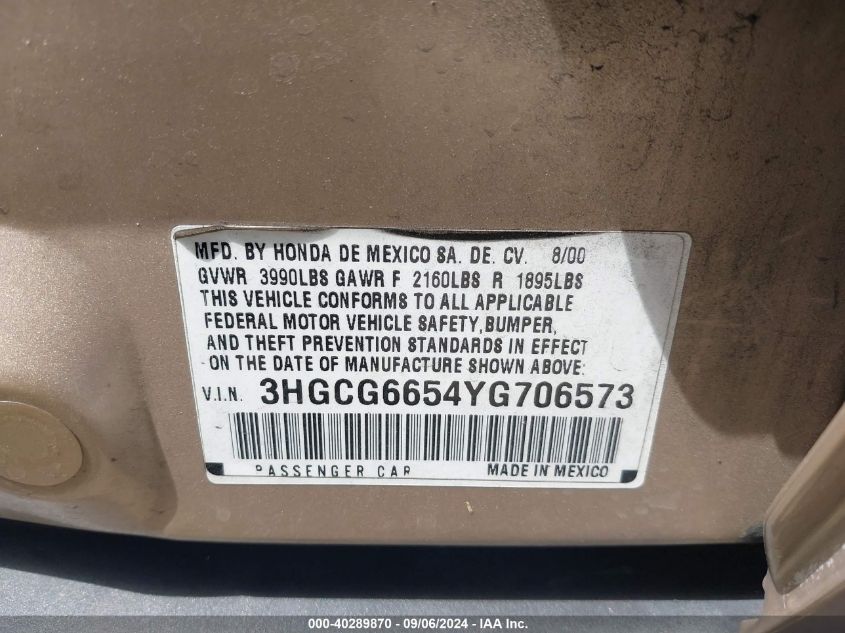 MFD. BY HONDA DE MEXICO SA. DE. CV. 8/00
GVWR 3990LBS GAWR F 2160LBS R 1895LBS
THIS VEHICLE CONFORMS TO ALL APPLICABLE
FEDERAL MOTOR VEHICLE SAFETY, BUMPER,
AND THEFT PREVENTION STANDARDS IN EFFECT
ON THE DATE OF MANUFACTURE SHOWN ABOVE:
V.I.N. 3HGCG6654YG706573
PASSENGER CAR MADE IN MEXICO
000-40289870 - 09/06/2024 - IAA Inc.